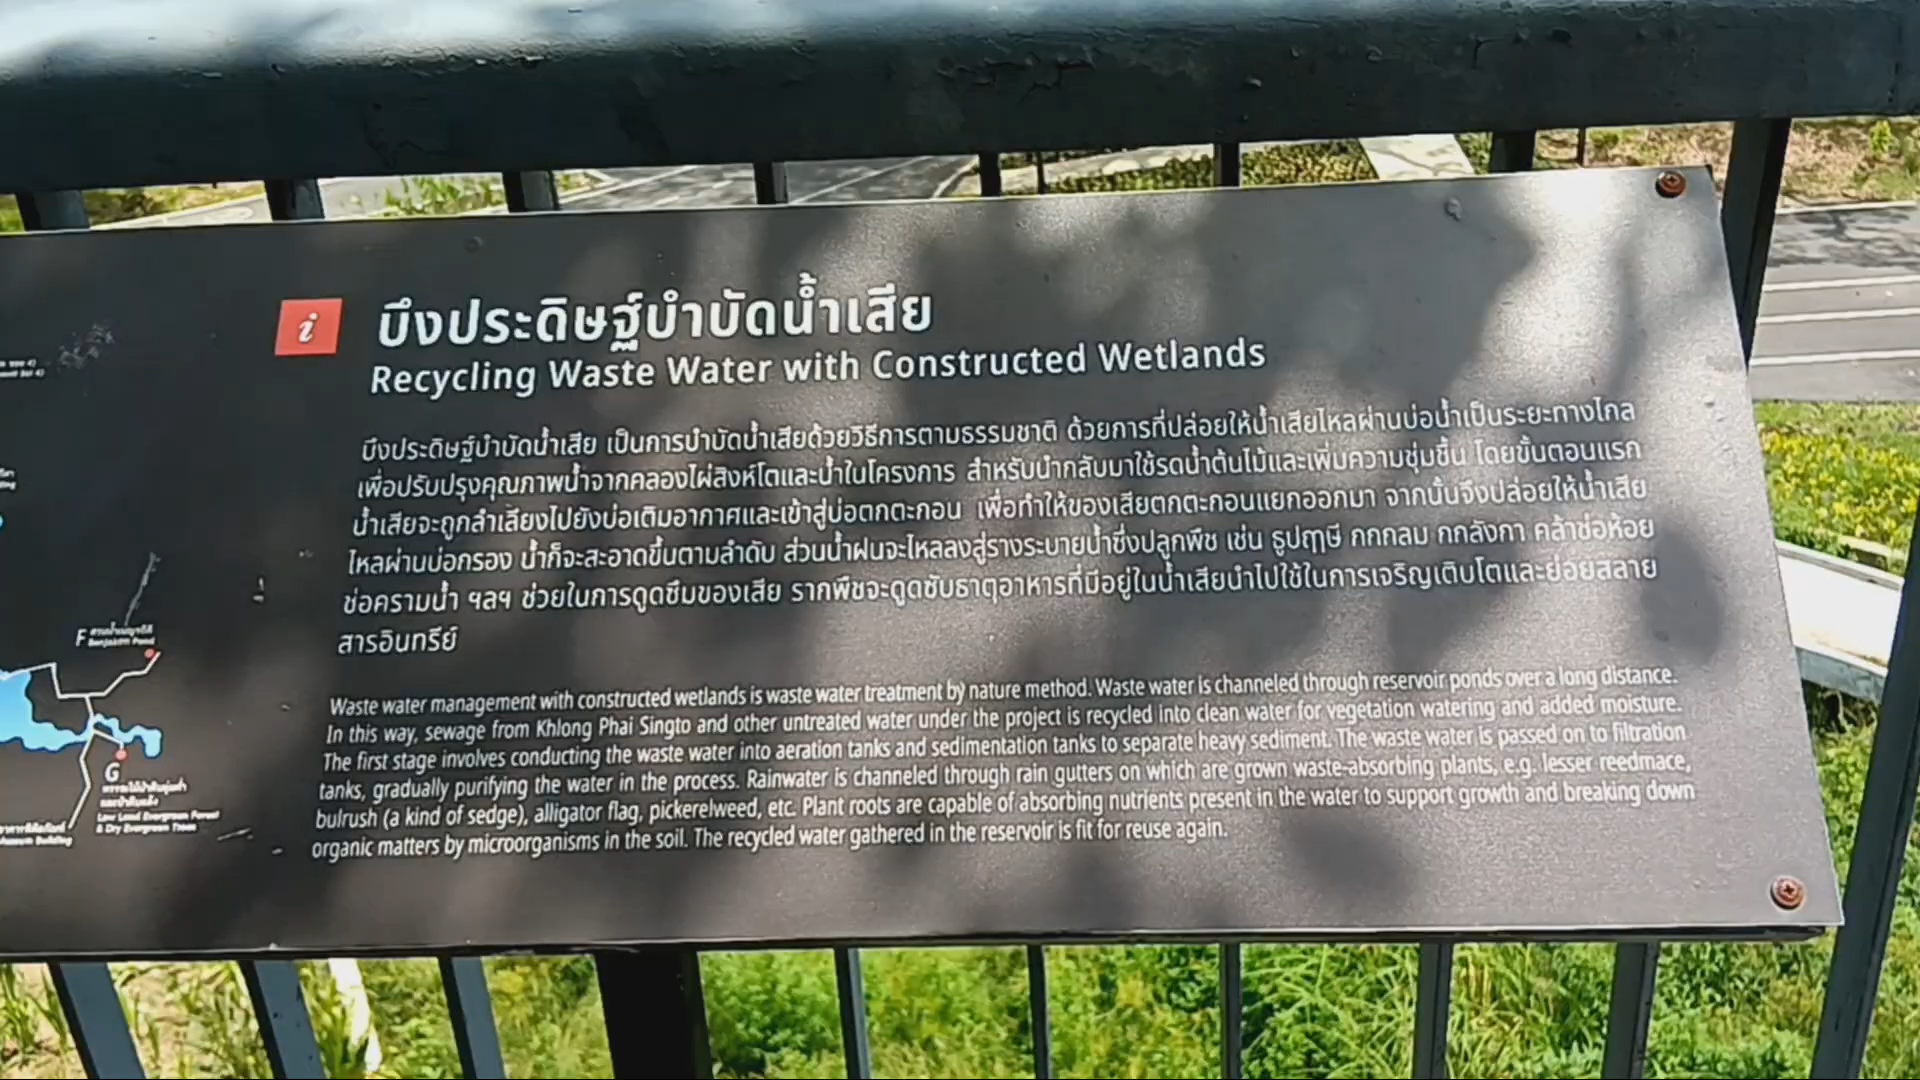 i
บึงประดิษฐ์บำบัดน้ำเสีย
Recycling Waste Water with Constructed Wetlands
บึงประดิษฐ์บำบัดน้ำเสีย เป็นการบำบัดน้ำเสียด้วยวิธีการตามธรรมชาติ ด้วยการที่ปล่อยให้น้ำเสียไหลผ่านบ่อน้ำเป็นระยะทางไกล
เพื่อปรับปรุงคุณภาพน้ำจากคลองไผ่สิงห์โตและน้ำในโครงการ สำหรับนำกลับมาใช้รดน้ำต้นไม้และเพิ่มความชุ่มชื้น โดยขั้นตอนแรก
น้ำเสียจะถูกลำเลียงไปยังบ่อเติมอากาศและเข้าสู่บ่อตกตะกอน เพื่อทำให้ของเสียตกตะกอนแยกออกมา จากนั้นจึงปล่อยให้น้ำเสีย
ไหลผ่านบ่อกรอง น้ำก็จะสะอาดขึ้นตามลำดับ ส่วนน้ำฝนจะไหลลงสู่รางระบายน้ำซึ่งปลูกพืช เช่น ธูปฤๅษี กกกลม กกลังกา คล้าช่อห้อย
ช่อครามน้ำ ฯลฯ ช่วยในการดูดซึมของเสีย รากพืชจะดูดซับธาตุอาหารที่มีอยู่ในน้ำเสียนำไปใช้ในการเจริญเติบโตและย่อยสลาย
สารอินทรีย์
Waste water management with constructed wetlands is waste water treatment by nature method. Waste water is channeled through reservoir ponds over a long distance.
In this way, sewage from Khlong Phai Singto and other untreated water under the project is recycled into clean water for vegetation watering and added moisture.
The first stage involves conducting the waste water into aeration tanks and sedimentation tanks to separate heavy sediment. The waste water is passed on to filtration
tanks, gradually purifying the water in the process. Rainwater is channeled through rain gutters on which are grown waste-absorbing plants, e.g. lesser reedmace,
bulrush (a kind of sedge), alligator flag, pickerelweed, etc. Plant roots are capable of absorbing nutrients present in the water to support growth and breaking down
organic matters by microorganisms in the soil. The recycled water gathered in the reservoir is fit for reuse again.
F
Benjakitti Pond
G
Low Land Evergreen Forest
& Dry Evergreen Trees
Building